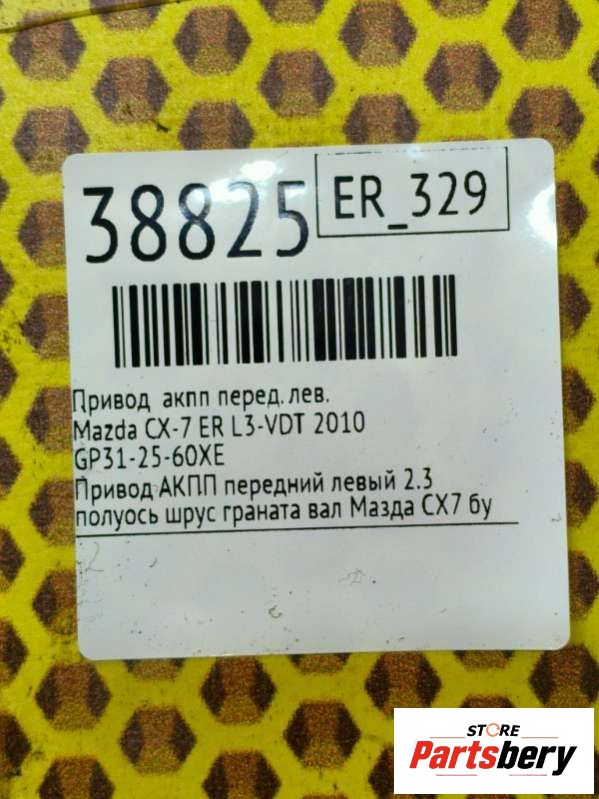 38825
ER_329
Привод акпп перед. лев.
Mazda CX-7 ER L3-VDT 2010
GP31-25-60XE
Привод АКПП передний левый 2.3
полуось шрус граната вал Мазда СХ7 бу
STORE
Partsbery